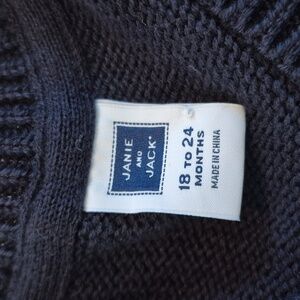 JANIE
AND
JACK®
18 TO 24
MONTHS
MADE IN CHINA